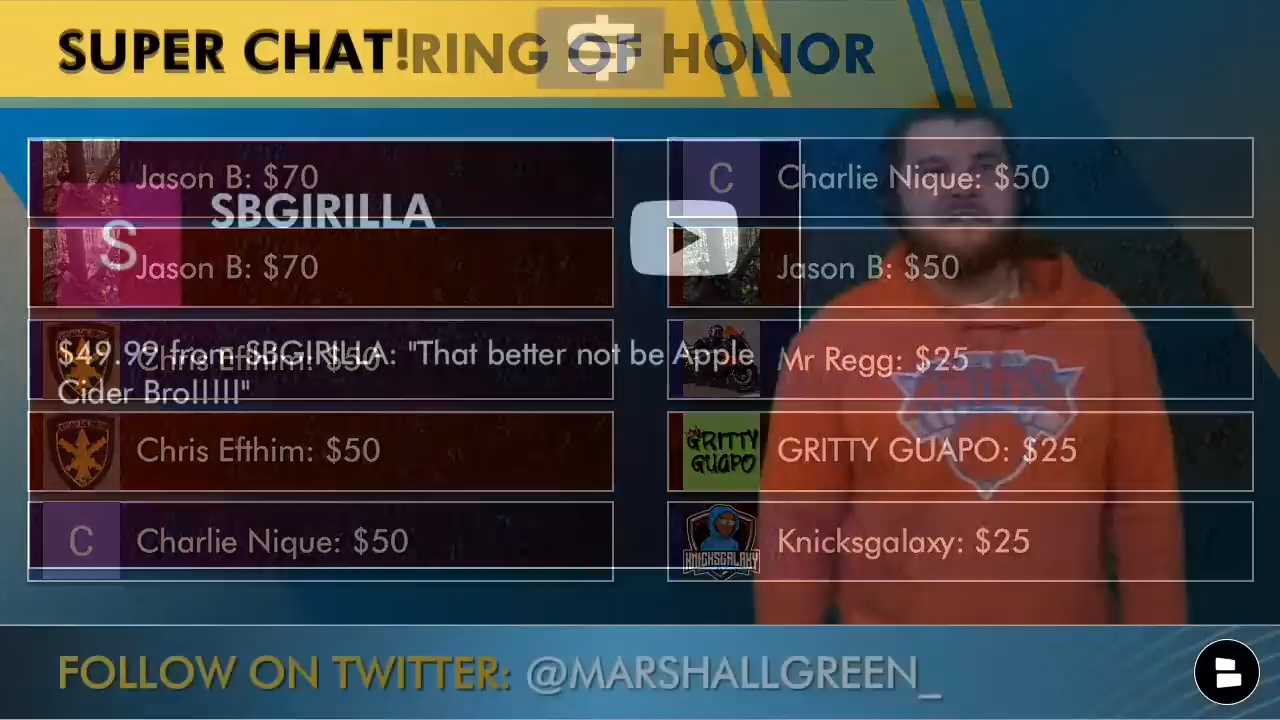 SUPER CHAT!
RING OF HONOR
Jason B: $70
Charlie Nique: $50
SBGIRILLA
S
C
Jason B: $70
Jason B: $50
$49.99 from SBGIRILLA: "That better not be Apple
Cider Bro!!!!!"
Chris Efthim: $50
Mr Regg: $25
KNICKS
Chris Efthim: $50
GRITTY GUAPO
GRITTY GUAPO: $25
C
Charlie Nique: $50
KNICKSGALAXY
Knicksgalaxy: $25
FOLLOW ON TWITTER: @MARSHALLGREEN_